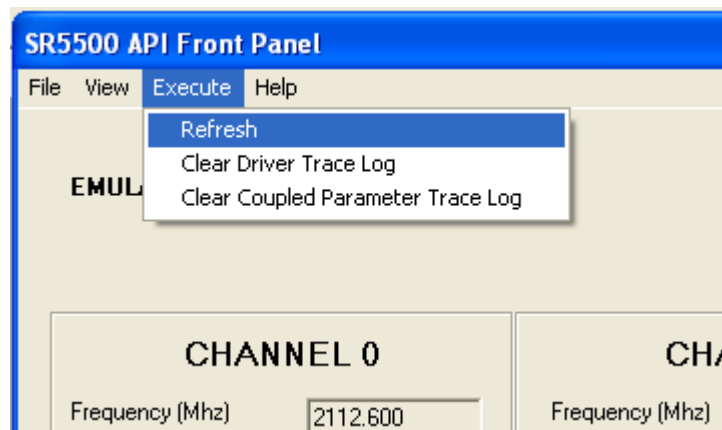 SR5500 API Front Panel
File View Execute Help
Refresh
Clear Driver Trace Log
Clear Coupled Parameter Trace Log
CHANNEL 0
Frequency (Mhz) 2112.600 Frequency (Mhz)